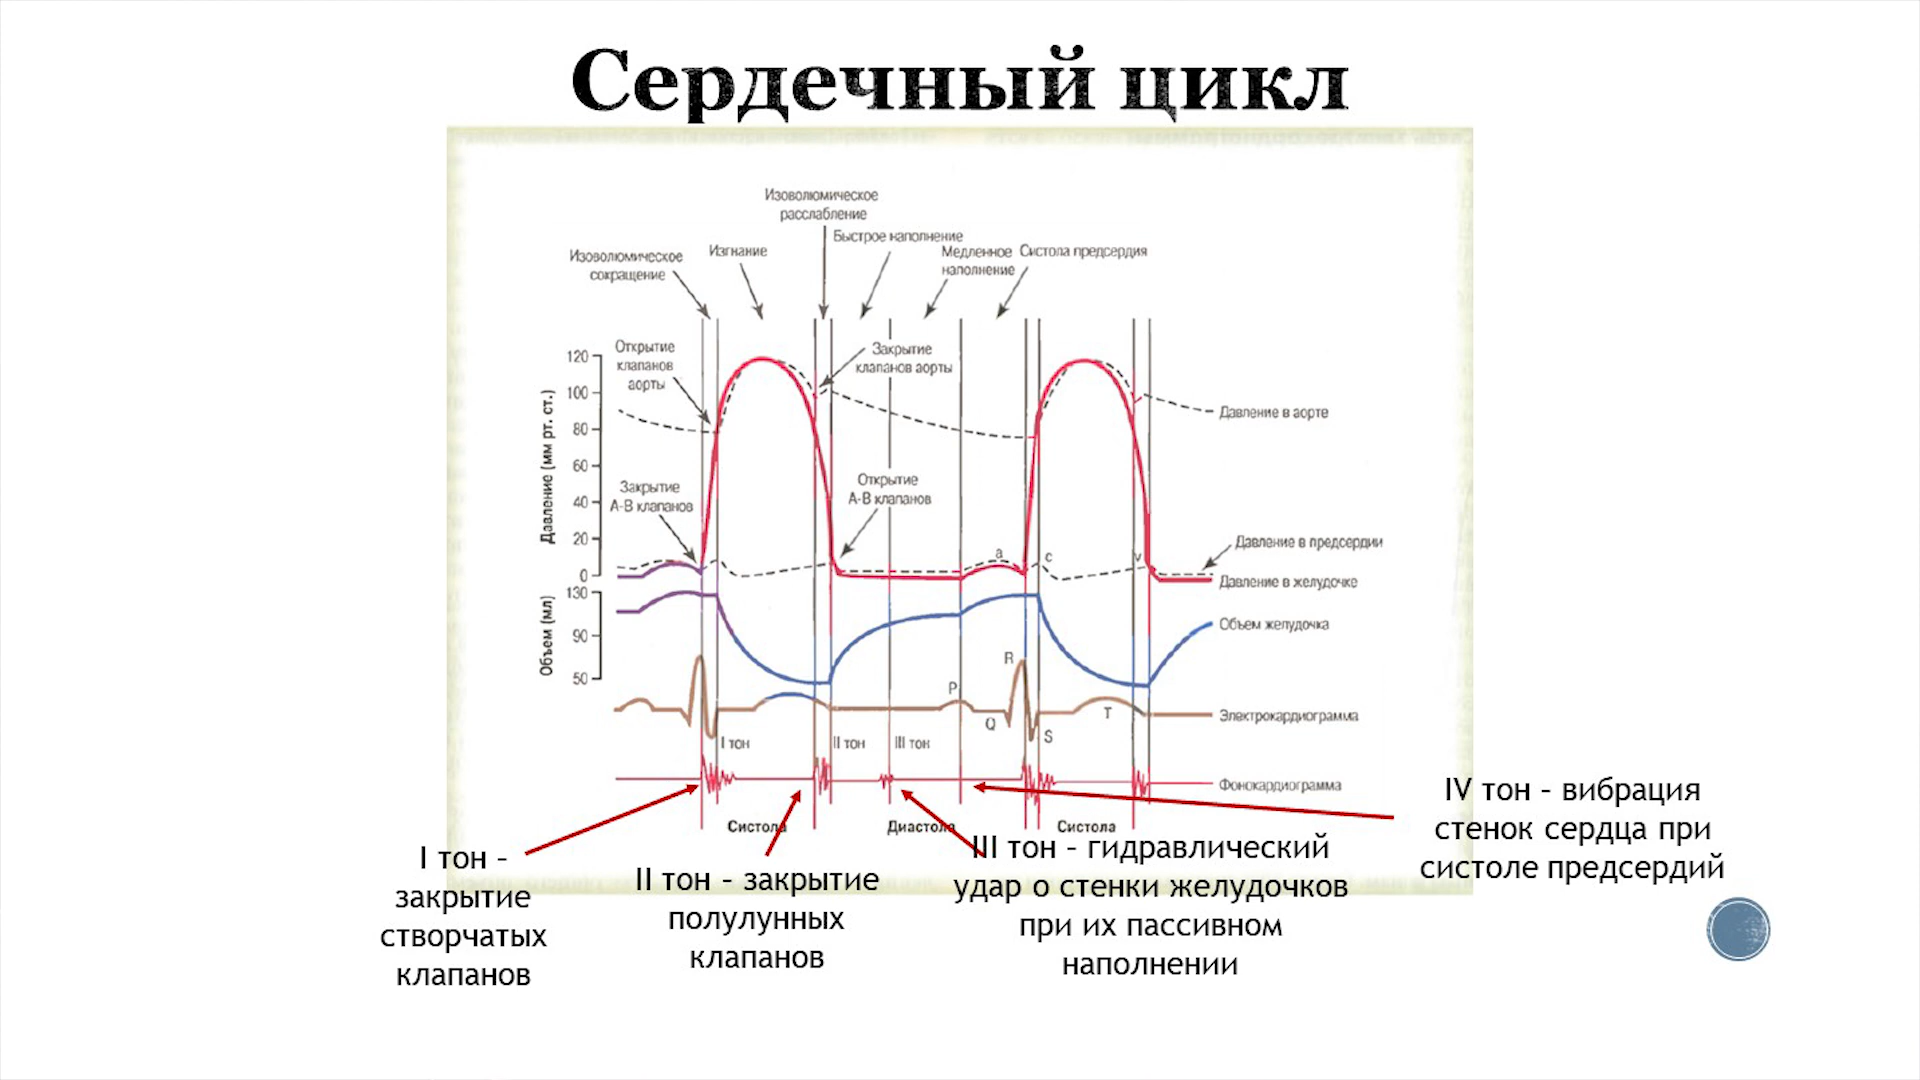 Сердечный цикл
Изоволюмическое
расслабление
Быстрое наполнение
Изоволюмическое
сокращение
Изгнание
Медленное
наполнение
Систола предсердия
Открытие
клапанов
аорты
Закрытие
клапанов аорты
120
100
80
60
40
20
0
Давление (мм рт. ст.)
Давление в аорте
Закрытие
А-В клапанов
Открытие
А-В клапанов
a
c
v
Давление в предсердии
Давление в желудочке
130
90
50
Объем (мл)
Объем желудочка
R
P
Q
S
T
Электрокардиограмма
I тон
II тон
III тон
Фонокардиограмма
Систола
Диастола
Систола
I тон –
закрытие
створчатых
клапанов
II тон – закрытие
полулунных
клапанов
III тон – гидравлический
удар о стенки желудочков
при их пассивном
наполнении
IV тон – вибрация
стенок сердца при
систоле предсердий